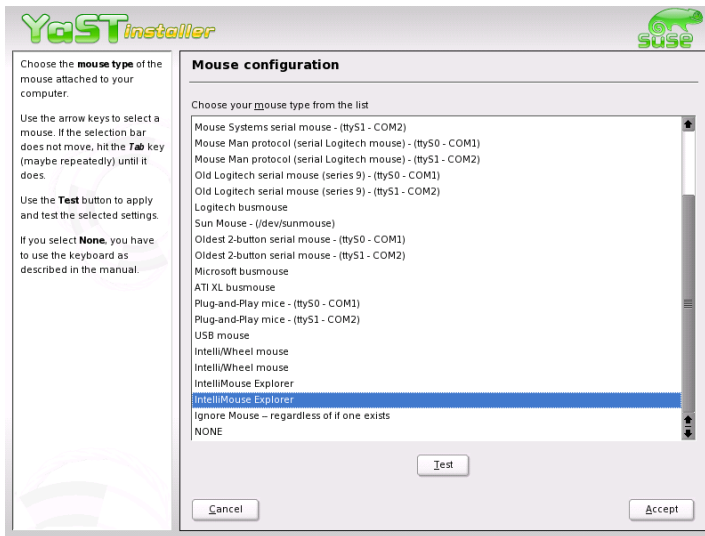 YaST installer
suse
Choose the mouse type of the
mouse attached to your
computer.
Use the arrow keys to select a
mouse. If the selection bar
does not move, hit the Tab key
(maybe repeatedly) until it
does.
Use the Test button to apply
and test the selected settings.
If you select None, you have
to use the keyboard as
described in the manual.
Mouse configuration
Choose your mouse type from the list
Mouse Systems serial mouse - (ttyS1 - COM2)
Mouse Man protocol (serial Logitech mouse) - (ttyS0 - COM1)
Mouse Man protocol (serial Logitech mouse) - (ttyS1 - COM2)
Old Logitech serial mouse (series 9) - (ttyS0 - COM1)
Old Logitech serial mouse (series 9) - (ttyS1 - COM2)
Logitech busmouse
Sun Mouse - (/dev/sunmouse)
Oldest 2-button serial mouse - (ttyS0 - COM1)
Oldest 2-button serial mouse - (ttyS1 - COM2)
Microsoft busmouse
ATI XL busmouse
Plug-and-Play mice - (ttyS0 - COM1)
Plug-and-Play mice - (ttyS1 - COM2)
USB mouse
Intelli/Wheel mouse
Intelli/Wheel mouse
IntelliMouse Explorer
IntelliMouse Explorer
Ignore Mouse -- regardless of if one exists
NONE
Test
Cancel
Accept